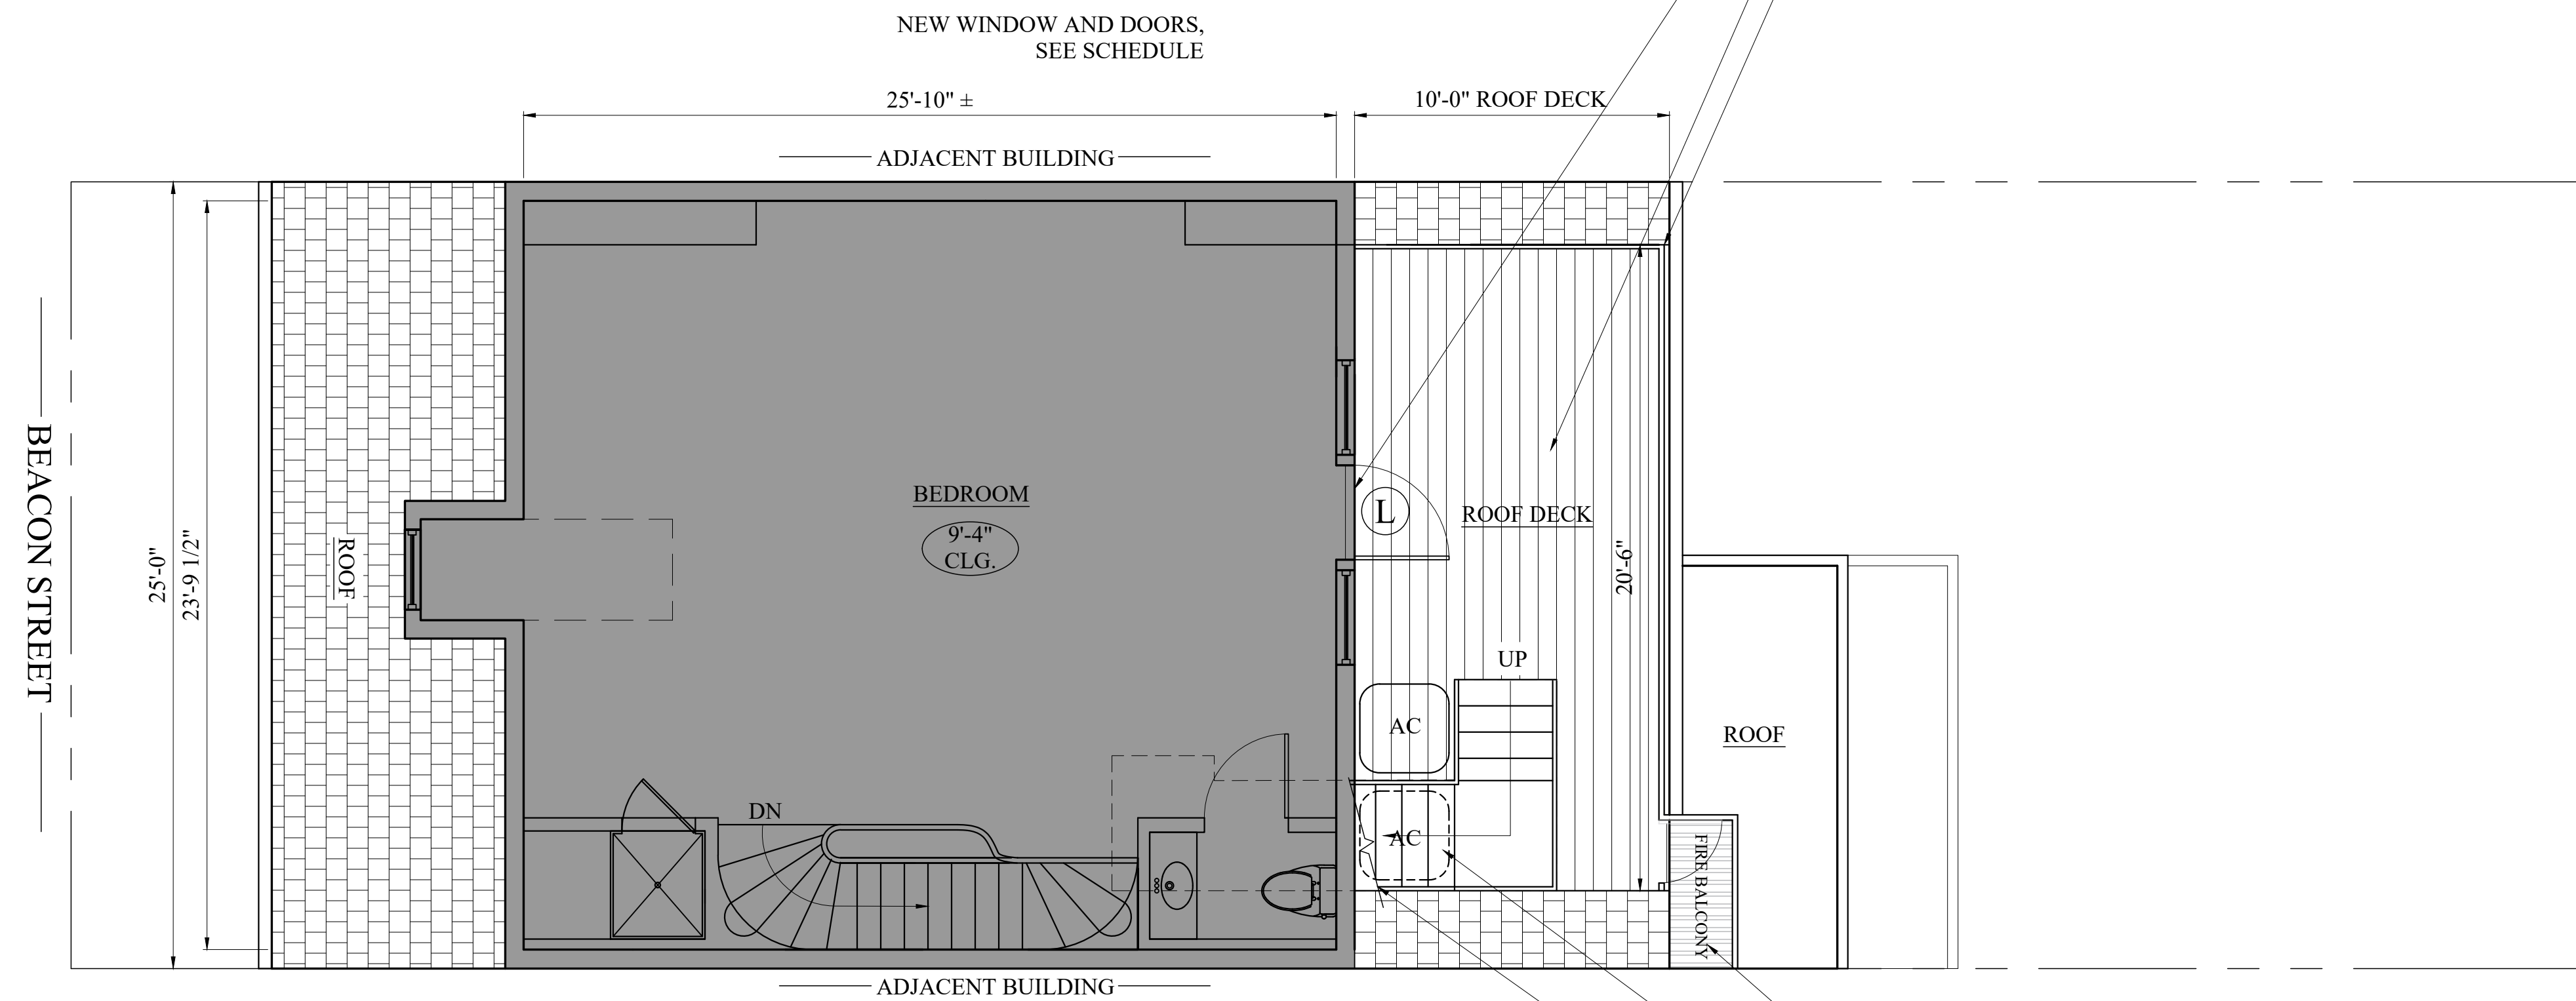 NEW WINDOW AND DOORS,
SEE SCHEDULE
25'-10" ±
10'-0" ROOF DECK
ADJACENT BUILDING
BEACON STREET
25'-0"
23'-9 1/2"
ROOF
BEDROOM
9'-4"
CLG.
L
ROOF DECK
20'-6"
UP
AC
ROOF
DN
AC
FIRE BALCONY
ADJACENT BUILDING